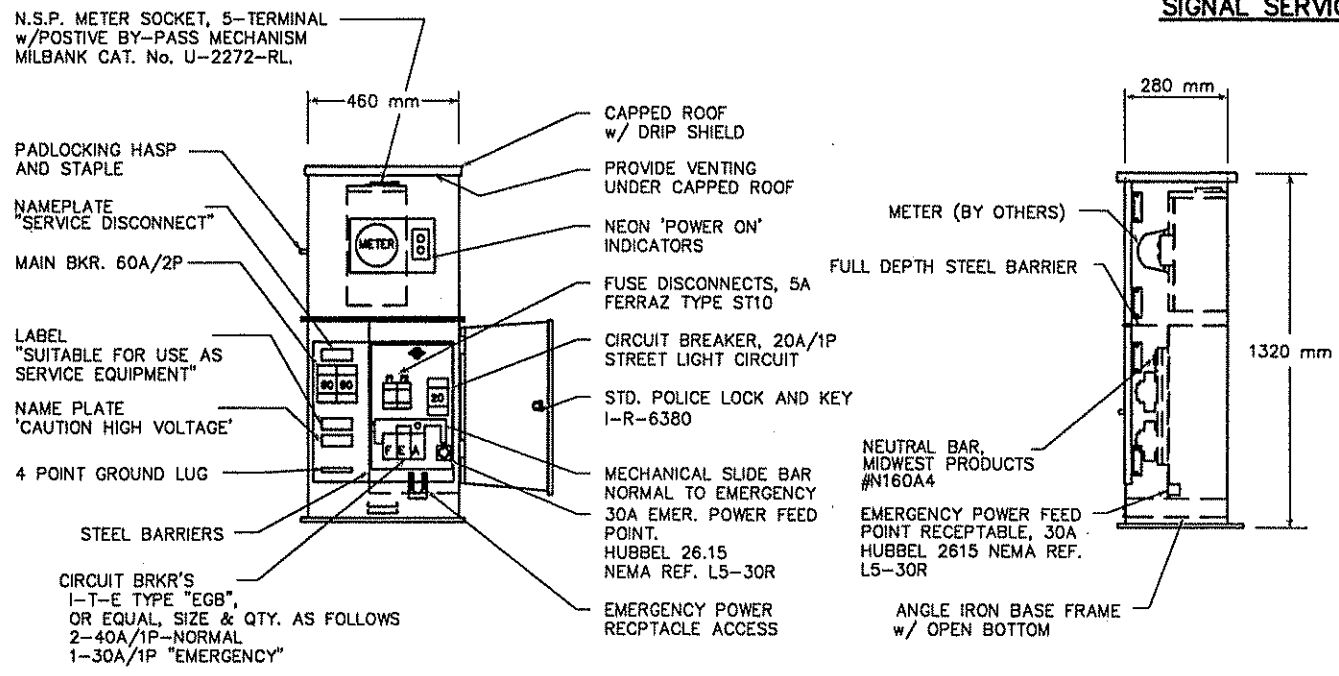 SIGNAL SERVIC
N.S.P. METER SOCKET, 5-TERMINAL
w/POSTIVE BY-PASS MECHANISM
MILBANK CAT. No. U-2272-RL,
460 mm
PADLOCKING HASP
AND STAPLE
NAMEPLATE
"SERVICE DISCONNECT"
MAIN BKR. 60A/2P
LABEL
"SUITABLE FOR USE AS
SERVICE EQUIPMENT"
NAME PLATE
'CAUTION HIGH VOLTAGE'
4 POINT GROUND LUG
STEEL BARRIERS
CIRCUIT BRKR'S
I-T-E TYPE "EGB",
OR EQUAL, SIZE & QTY. AS FOLLOWS
2-40A/1P-NORMAL
1-30A/1P "EMERGENCY"
METER
60 60
20
F E A
CAPPED ROOF
w/ DRIP SHIELD
PROVIDE VENTING
UNDER CAPPED ROOF
NEON 'POWER ON'
INDICATORS
FUSE DISCONNECTS, 5A
FERRAZ TYPE ST10
CIRCUIT BREAKER, 20A/1P
STREET LIGHT CIRCUIT
STD. POLICE LOCK AND KEY
I-R-6380
MECHANICAL SLIDE BAR
NORMAL TO EMERGENCY
30A EMER. POWER FEED
POINT.
HUBBEL 26.15
NEMA REF. L5-30R
EMERGENCY POWER
RECPTACLE ACCESS
280 mm
METER (BY OTHERS)
FULL DEPTH STEEL BARRIER
1320 mm
NEUTRAL BAR,
MIDWEST PRODUCTS
#N160A4
EMERGENCY POWER FEED
POINT RECEPTABLE, 30A
HUBBEL 2615 NEMA REF.
L5-30R
ANGLE IRON BASE FRAME
w/ OPEN BOTTOM